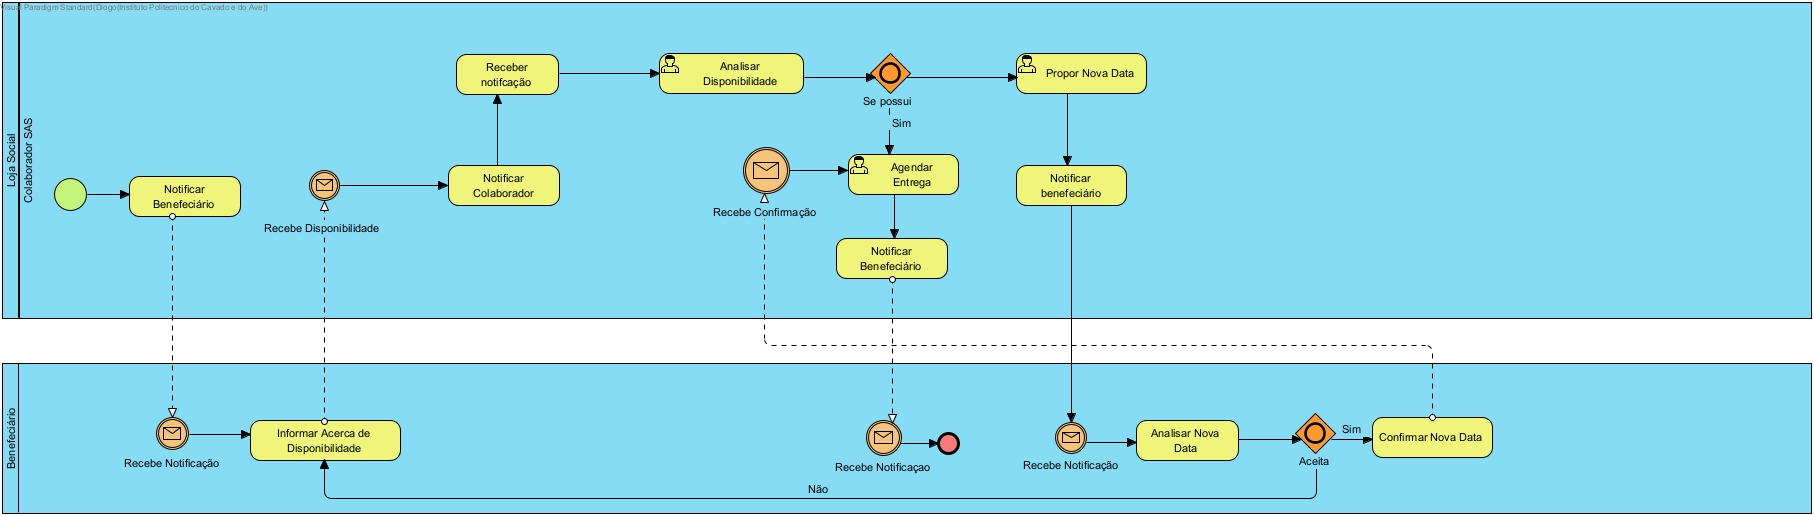 Visual Paradigm Standard(Diogo(Instituto Politecnico do Cavado e do Ave))
Loja Social
Colaborador SAS
Receber
notifcação
Analisar
Disponibilidade
Se possui
Propor Nova Data
Sim
Notificar
Benefeciário
Recebe Disponibilidade
Notificar
Colaborador
Recebe Confirmação
Agendar
Entrega
Notificar
benefeciário
Notificar
Benefeciário
Benefeciário
Recebe Notificação
Informar Acerca de
Disponibilidade
Recebe Notificaçao
Recebe Notificação
Analisar Nova
Data
Aceita
Sim
Confirmar Nova Data
Não